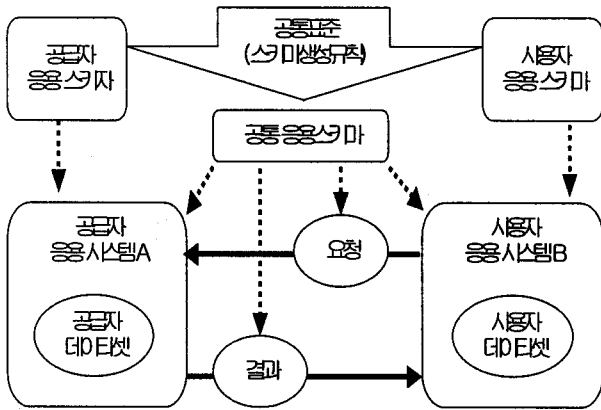 공통표준
(스키마생성규칙)
공급자
응용 스키자
사용자
응용 스키마
공통 응용스키마
공급자
응용 시스템A
요청
사용자
응용 시스템B
공급자
데이터셋
결과
사용자
데이터셋